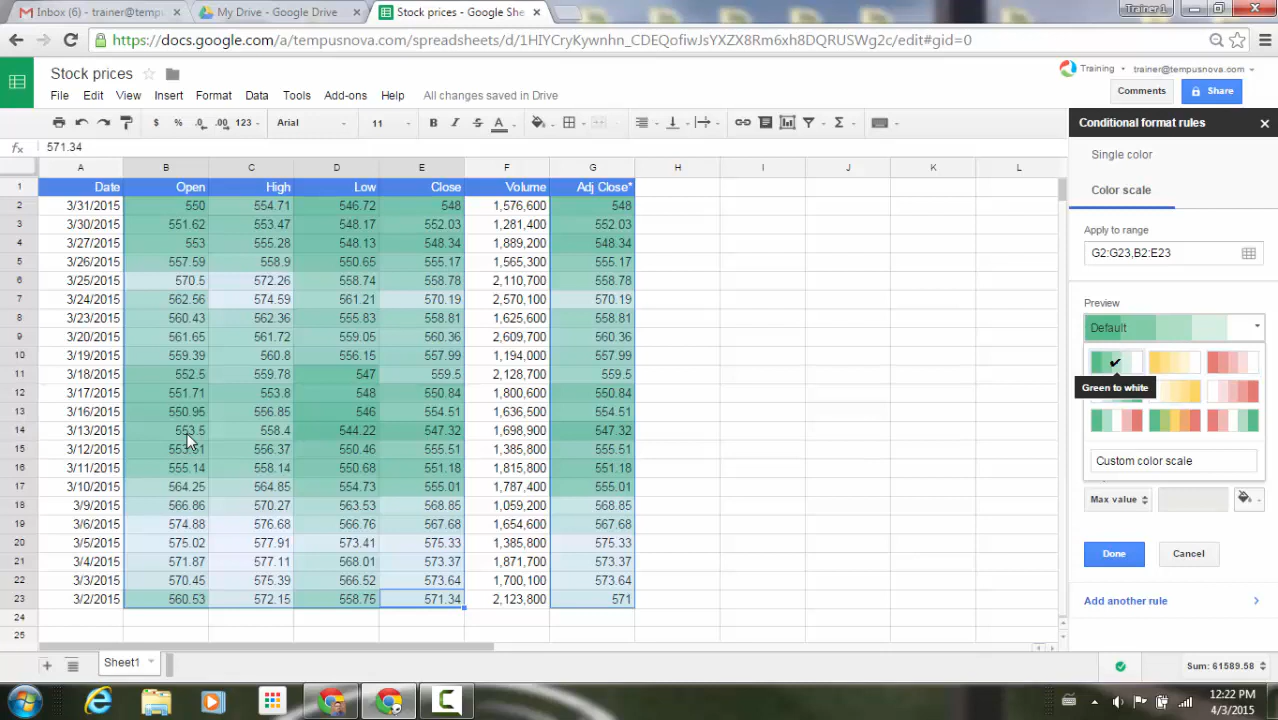 Inbox (6) - trainer@temp
My Drive - Google Drive
Stock prices - Google She
Trainer 1
https://docs.google.com/a/tempusnova.com/spreadsheets/d/1HIYCryKywnhn_CDEQofiwJsYXZX8Rm6xh8DQRUSWg2c/edit#gid=0
Stock prices
Training
trainer@tempusnova.com
File Edit View Insert Format Data Tools Add-ons Help All changes saved in Drive
Comments
Share
$ % .0 .00 123 Arial 11 B I S A
fx 571.34
A B C D E F G H I J K L
1 Date Open High Low Close Volume Adj Close*
2 3/31/2015 550 554.71 546.72 548 1,576,600 548
3 3/30/2015 551.62 553.47 548.17 552.03 1,281,400 552.03
4 3/27/2015 553 555.28 548.13 548.34 1,889,200 548.34
5 3/26/2015 557.59 558.9 550.65 555.17 1,565,300 555.17
6 3/25/2015 570.5 572.26 558.74 558.78 2,110,700 558.78
7 3/24/2015 562.56 574.59 561.21 570.19 2,570,100 570.19
8 3/23/2015 560.43 562.36 555.83 558.81 1,625,600 558.81
9 3/20/2015 561.65 561.72 559.05 560.36 2,609,700 560.36
10 3/19/2015 559.39 560.8 556.15 557.99 1,194,000 557.99
11 3/18/2015 552.5 559.78 547 559.5 2,128,700 559.5
12 3/17/2015 551.71 553.8 548 550.84 1,800,600 550.84
13 3/16/2015 550.95 556.85 546 554.51 1,636,500 554.51
14 3/13/2015 553.5 558.4 544.22 547.32 1,698,900 547.32
15 3/12/2015 553.51 556.37 550.46 555.51 1,385,800 555.51
16 3/11/2015 555.14 558.14 550.68 551.18 1,815,800 551.18
17 3/10/2015 564.25 564.85 554.73 555.01 1,787,400 555.01
18 3/9/2015 566.86 570.27 563.76 568.85 1,059,200 568.85
19 3/6/2015 574.88 576.68 566.76 567.68 1,654,600 567.68
20 3/5/2015 575.02 577.91 573.41 575.33 1,385,800 575.33
21 3/4/2015 571.87 577.11 568.01 573.37 1,871,700 573.37
22 3/3/2015 570.45 575.39 566.52 573.64 1,700,100 573.64
23 3/2/2015 560.53 572.15 558.75 571.34 2,123,800 571
24
25
Conditional format rules
Single color
Color scale
Apply to range
G2:G23,B2:E23
Preview
Default
Green to white
Custom color scale
Max value
Done
Cancel
Add another rule
Sheet1
Sum: 61589.58
12:22 PM
4/3/2015